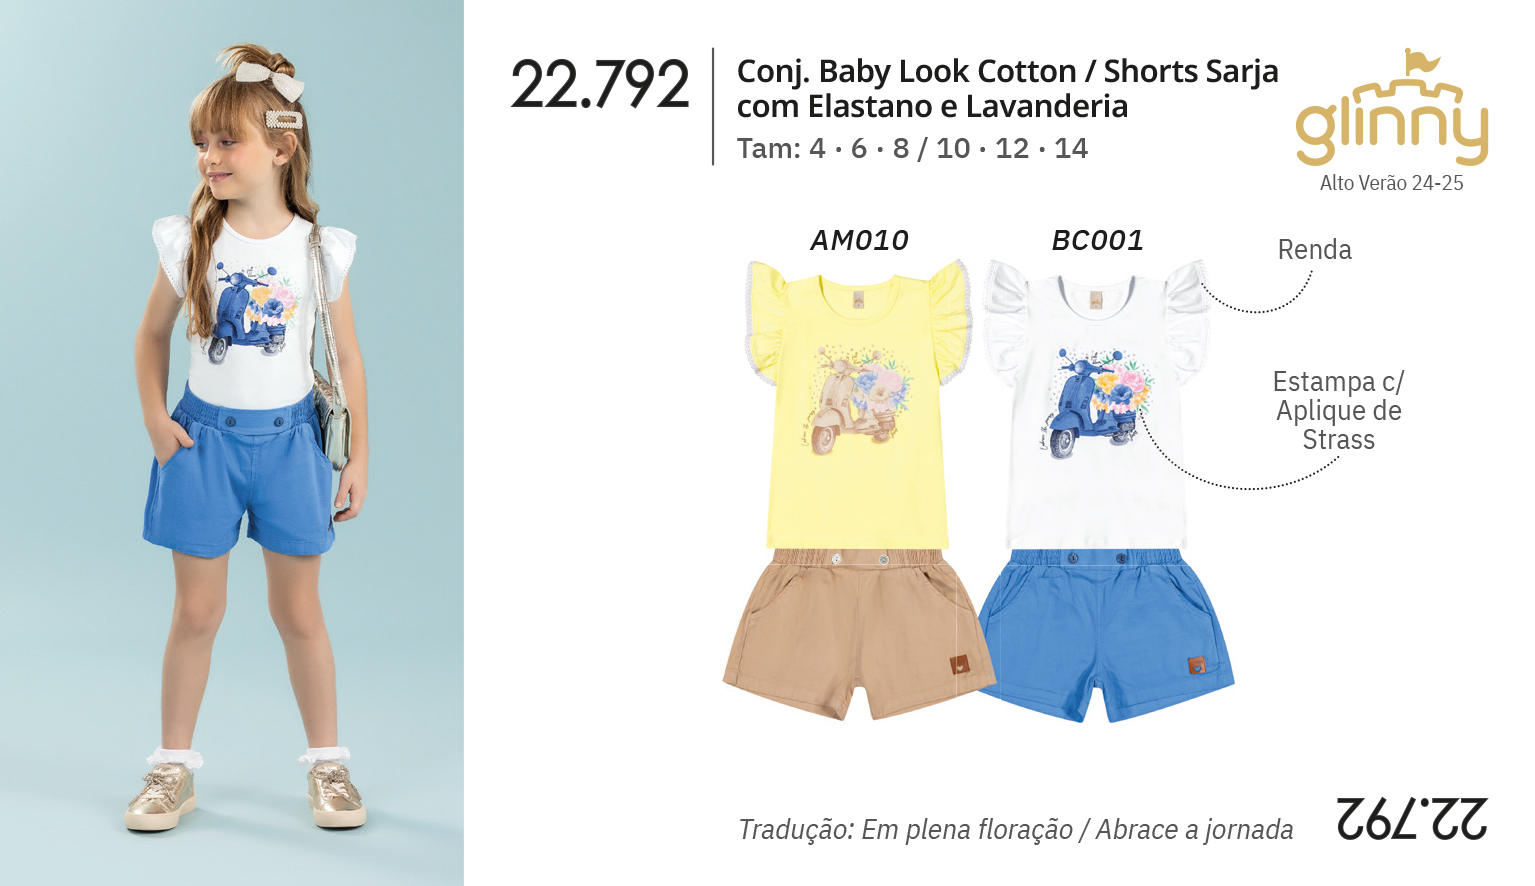 22.792
Conj. Baby Look Cotton / Shorts Sarja
com Elastano e Lavanderia
Tam: 4 · 6 · 8 / 10 · 12 · 14
glinny
Alto Verão 24-25
AM010
BC001
Renda
Estampa c/
Aplique de
Strass
Tradução: Em plena floração / Abrace a jornada
22.792